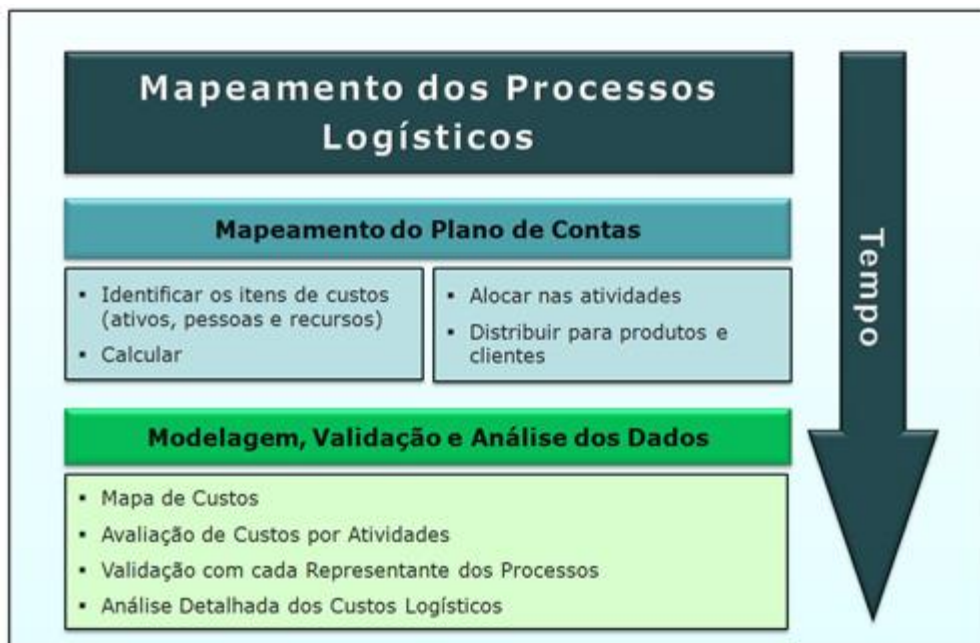 Mapeamento dos Processos
Logísticos
Mapeamento do Plano de Contas
▪ Identificar os itens de custos
(ativos, pessoas e recursos)
▪ Calcular
▪ Alocar nas atividades
▪ Distribuir para produtos e
clientes
Modelagem, Validação e Análise dos Dados
▪ Mapa de Custos
▪ Avaliação de Custos por Atividades
▪ Validação com cada Representante dos Processos
▪ Análise Detalhada dos Custos Logísticos
Tempo